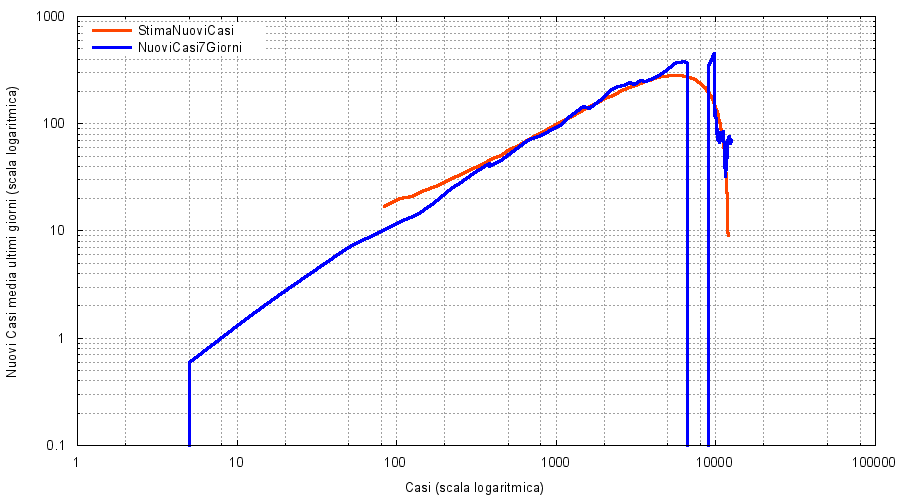 1000
StimaNuoviCasi
NuoviCasi7Giorni
100
10
1
0.1
Nuovi Casi media ultimi giorni (scala logaritmica)
1
10
100
1000
10000
100000
Casi (scala logaritmica)